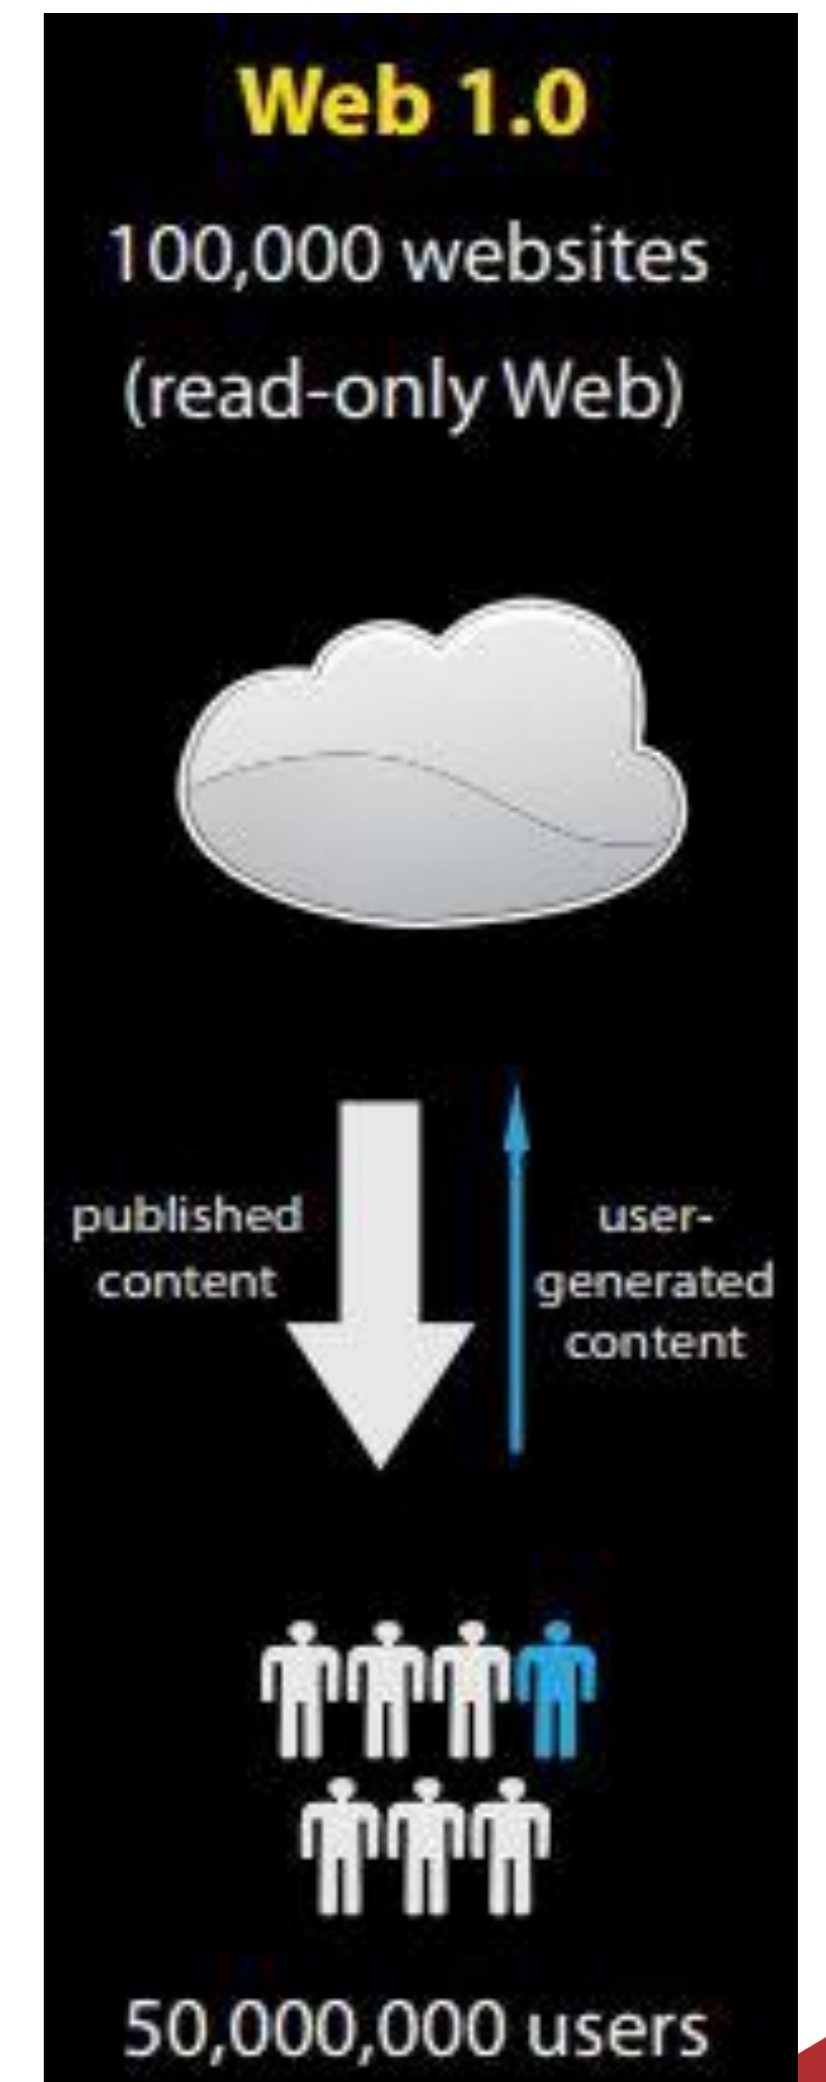 Web 1.0
100,000 websites
(read-only Web)
published
content
user-
generated
content
50,000,000 users